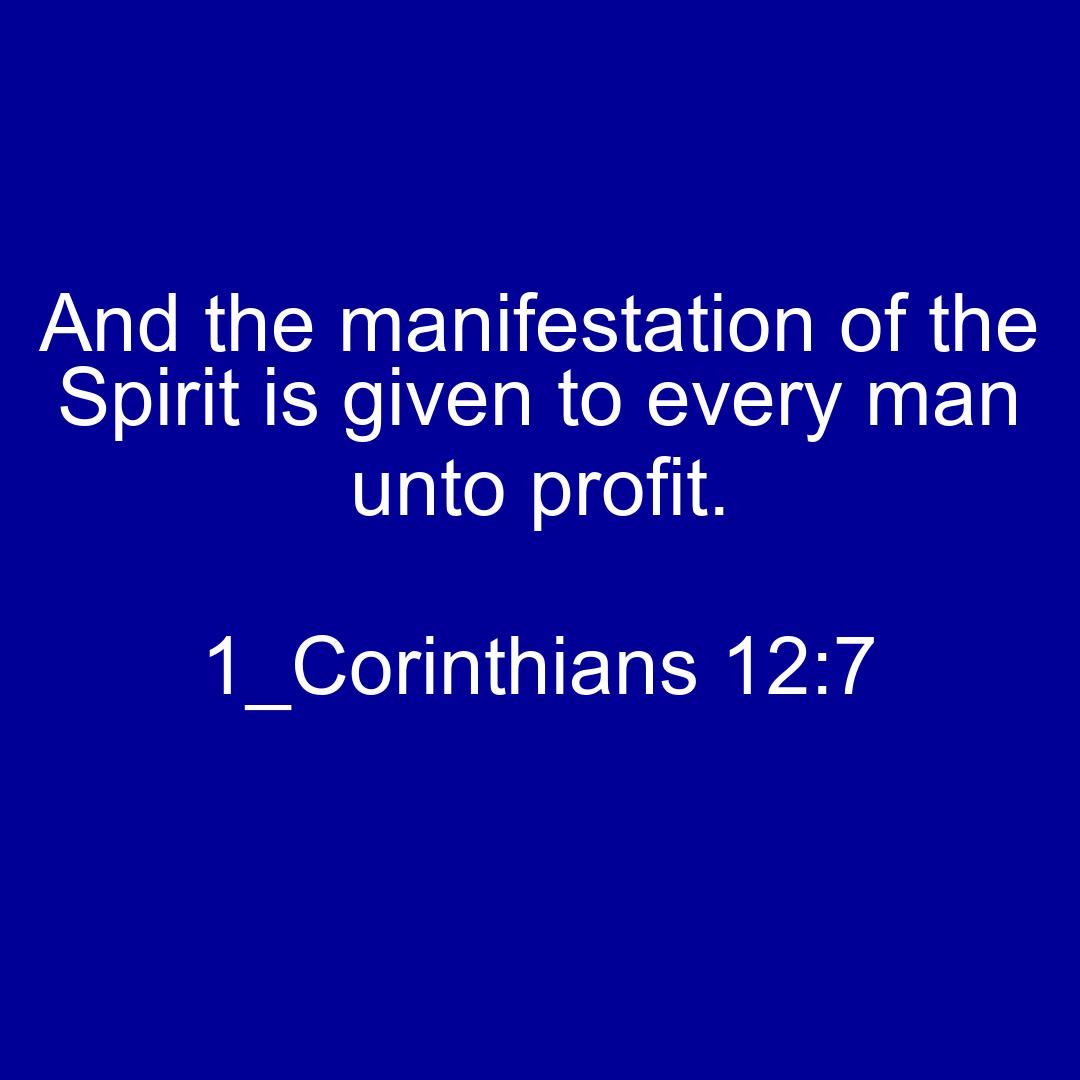 And the manifestation of the
Spirit is given to every man
unto profit.
1_Corinthians 12:7